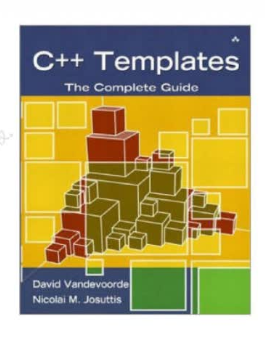 C++ Templates
The Complete Guide
David Vandevoorde
Nicolai M. Josuttis